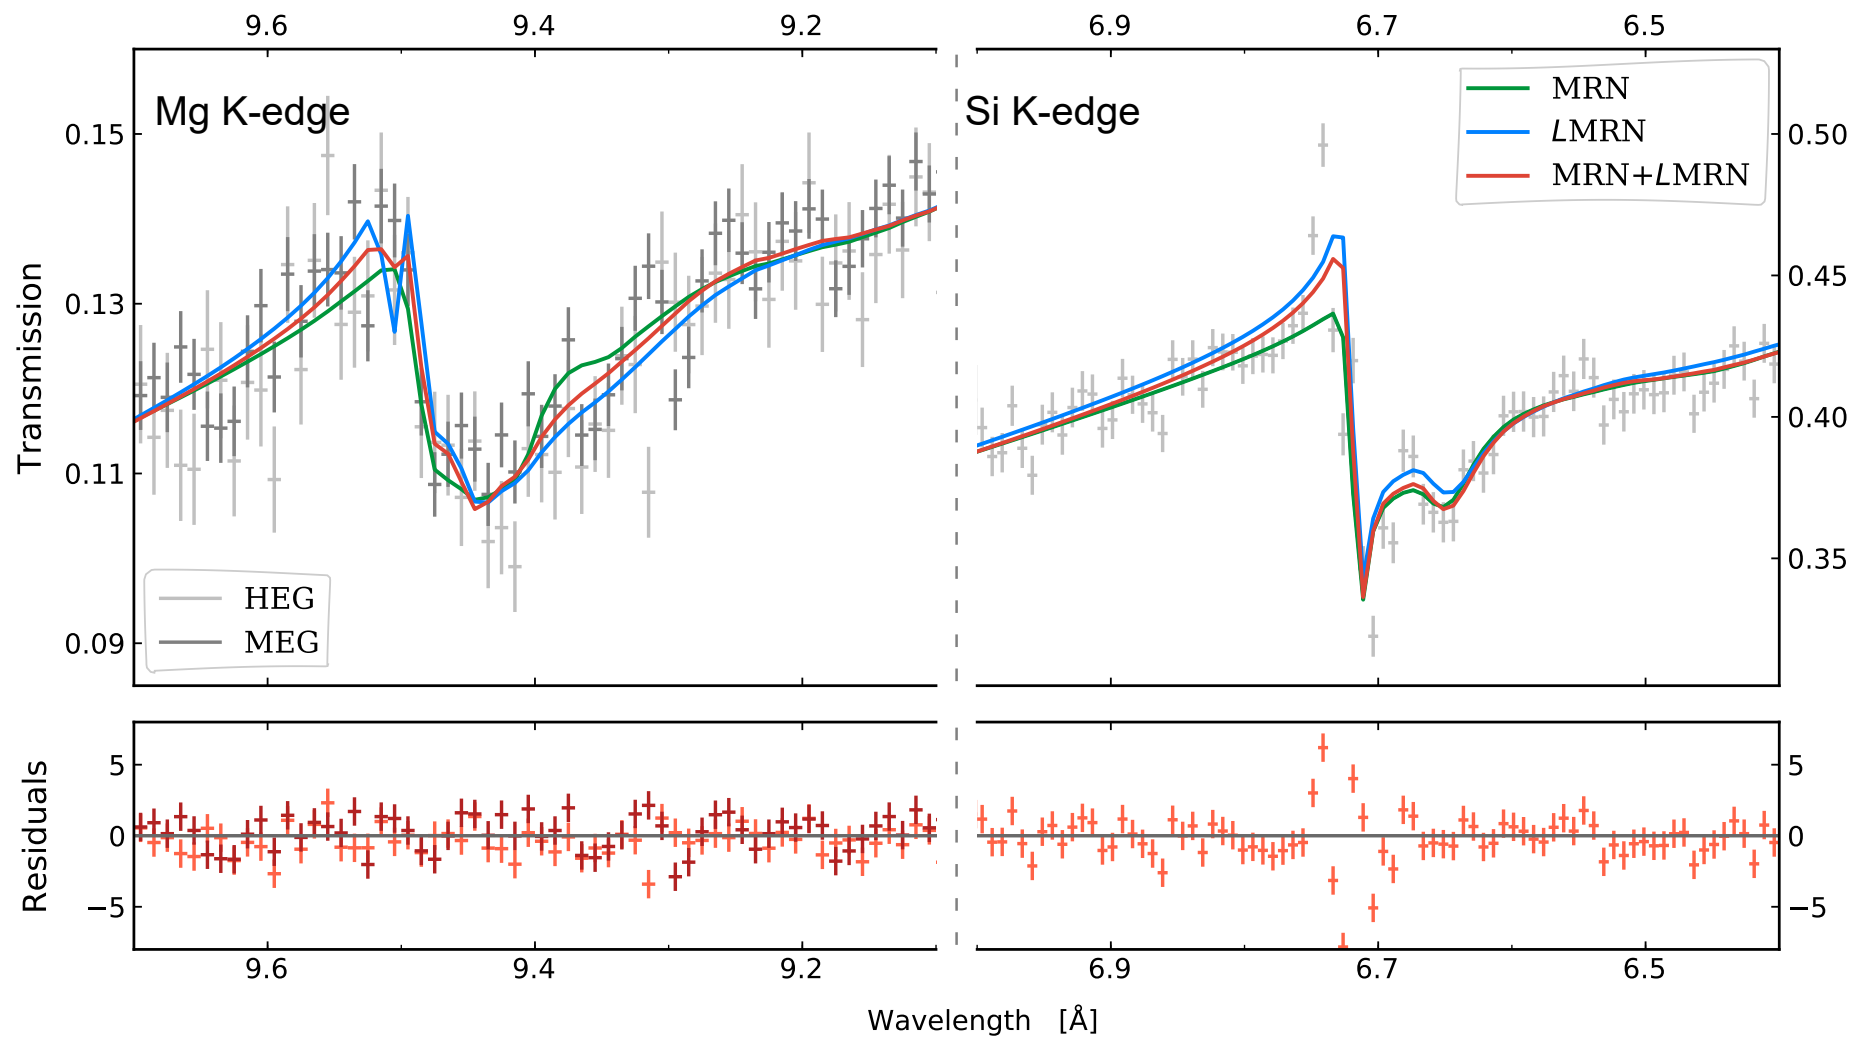 9.6 9.4 9.2 6.9 6.7 6.5
Mg K-edge
Si K-edge
MRN
LMRN
MRN+LMRN
0.15
0.13
0.11
0.09
Transmission
0.50
0.45
0.40
0.35
HEG
MEG
5
0
−5
Residuals
5
0
−5
9.6 9.4 9.2 6.9 6.7 6.5
Wavelength [Å]